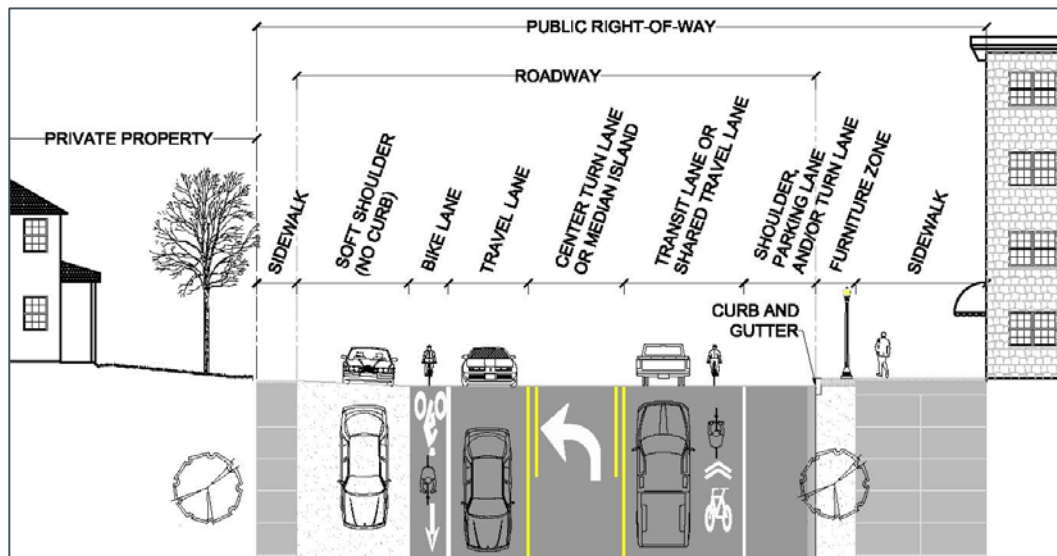 PUBLIC RIGHT-OF-WAY
ROADWAY
PRIVATE PROPERTY
SIDEWALK
SOFT SHOULDER
(NO CURB)
BIKE LANE
TRAVEL LANE
CENTER TURN LANE
OR MEDIAN ISLAND
TRANSIT LANE OR
SHARED TRAVEL LANE
SHOULDER,
PARKING LANE
AND/OR TURN LANE
FURNITURE ZONE
SIDEWALK
CURB AND
GUTTER